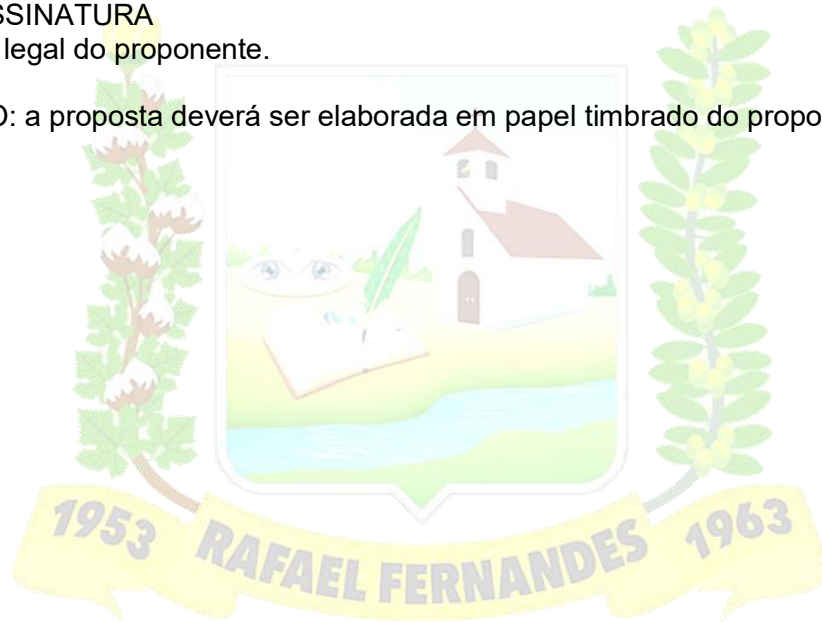 SSINATURA
legal do proponente.
O: a proposta deverá ser elaborada em papel timbrado do propo
1953 RAFAEL FERNANDES 1963